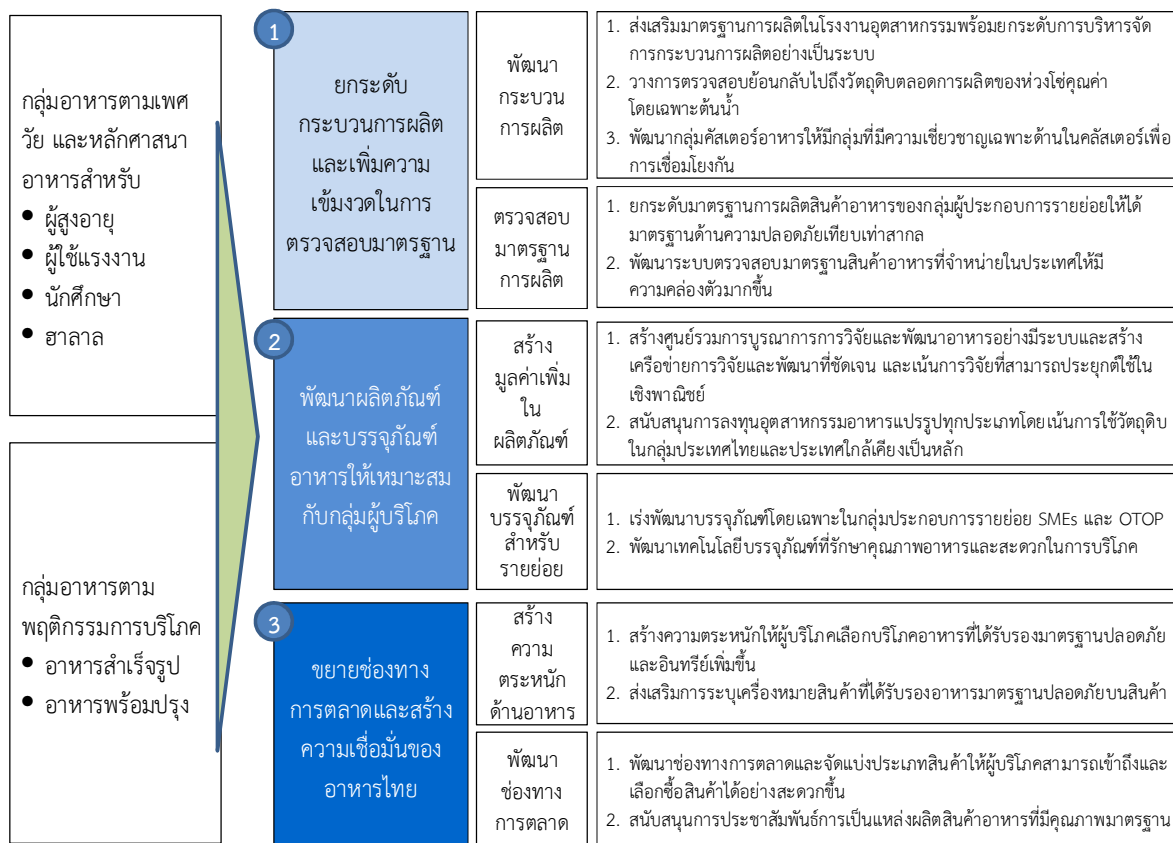 กลุ่มอาหารตามเพศ
วัย และหลักศาสนา
อาหารสำหรับ
● ผู้สูงอายุ
● ผู้ใช้แรงงาน
● นักศึกษา
● ฮาลาล
กลุ่มอาหารตาม
พฤติกรรมการบริโภค
● อาหารสำเร็จรูป
● อาหารพร้อมปรุง
1
ยกระดับ
กระบวนการผลิต
และเพิ่มความ
เข้มงวดในการ
ตรวจสอบมาตรฐาน
พัฒนา
กระบวน
การผลิต
1. ส่งเสริมมาตรฐานการผลิตในโรงงานอุตสาหกรรมพร้อมยกระดับการบริหารจัด
การกระบวนการผลิตอย่างเป็นระบบ
2. วางการตรวจสอบย้อนกลับไปถึงวัตถุดิบตลอดการผลิตของห่วงโซ่คุณค่า
โดยเฉพาะต้นน้ำ
3. พัฒนากลุ่มคัสเตอร์อาหารให้มีกลุ่มที่มีความเชี่ยวชาญเฉพาะด้านในคลัสเตอร์เพื่อ
การเชื่อมโยงกัน
ตรวจสอบ
มาตรฐาน
การผลิต
1. ยกระดับมาตรฐานการผลิตสินค้าอาหารของกลุ่มผู้ประกอบการรายย่อยให้ได้
มาตรฐานด้านความปลอดภัยเทียบเท่าสากล
2. พัฒนาระบบตรวจสอบมาตรฐานสินค้าอาหารที่จำหน่ายในประเทศให้มี
ความคล่องตัวมากขึ้น
2
พัฒนาผลิตภัณฑ์
และบรรจุภัณฑ์
อาหารให้เหมาะสม
กับกลุ่มผู้บริโภค
สร้าง
มูลค่าเพิ่ม
ใน
ผลิตภัณฑ์
1. สร้างศูนย์รวมการบูรณาการการวิจัยและพัฒนาอาหารอย่างมีระบบและสร้าง
เครือข่ายการวิจัยและพัฒนาที่ชัดเจน และเน้นการวิจัยที่สามารถประยุกต์ใช้ใน
เชิงพาณิชย์
2. สนับสนุนการลงทุนอุตสาหกรรมอาหารแปรรูปทุกประเภทโดยเน้นการใช้วัตถุดิบ
ในกลุ่มประเทศไทยและประเทศใกล้เคียงเป็นหลัก
พัฒนา
บรรจุภัณฑ์
สำหรับ
รายย่อย
1. เร่งพัฒนาบรรจุภัณฑ์โดยเฉพาะในกลุ่มประกอบการรายย่อย SMEs และ OTOP
2. พัฒนาเทคโนโลยีบรรจุภัณฑ์ที่รักษาคุณภาพอาหารและสะดวกในการบริโภค
3
ขยายช่องทาง
การตลาดและสร้าง
ความเชื่อมั่นของ
อาหารไทย
สร้าง
ความ
ตระหนัก
ด้านอาหาร
1. สร้างความตระหนักให้ผู้บริโภคเลือกบริโภคอาหารที่ได้รับรองมาตรฐานปลอดภัย
และอินทรีย์เพิ่มขึ้น
2. ส่งเสริมการระบุเครื่องหมายสินค้าที่ได้รับรองอาหารมาตรฐานปลอดภัยบนสินค้า
พัฒนา
ช่องทาง
การตลาด
1. พัฒนาช่องทางการตลาดและจัดแบ่งประเภทสินค้าให้ผู้บริโภคสามารถเข้าถึงและ
เลือกซื้อสินค้าได้อย่างสะดวกขึ้น
2. สนับสนุนการประชาสัมพันธ์การเป็นแหล่งผลิตสินค้าอาหารที่มีคุณภาพมาตรฐาน